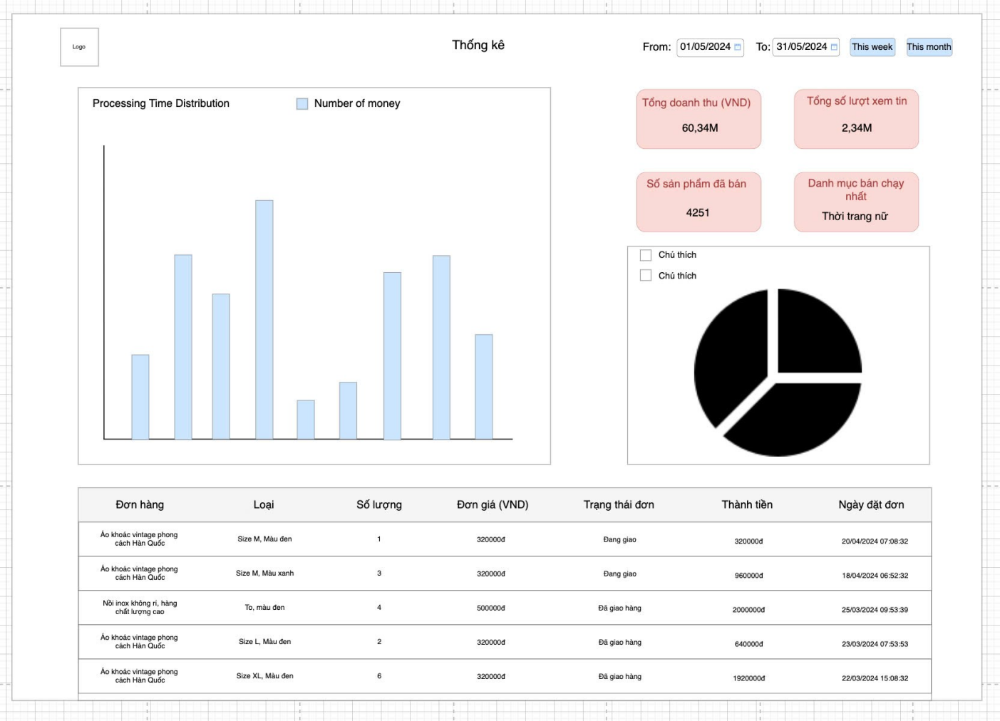 Logo
Thống kê
From: 01/05/2024 To: 31/05/2024 This week This month
Processing Time Distribution Number of money
Tổng doanh thu (VND)
60,34M
Tổng số lượt xem tin
2,34M
Số sản phẩm đã bán
4251
Danh mục bán chạy
nhất
Thời trang nữ
Chú thích
Chú thích
Đơn hàng Loại Số lượng Đơn giá (VND) Trạng thái đơn Thành tiền Ngày đặt đơn
Áo khoác vintage phong
cách Hàn Quốc
Size M, Màu đen 1 320000đ Đang giao 320000đ 20/04/2024 07:08:32
Áo khoác vintage phong
cách Hàn Quốc
Size M, Màu xanh 3 320000đ Đang giao 960000đ 18/04/2024 06:52:32
Nồi inox không rỉ, hàng
chất lượng cao
To, màu đen 4 500000đ Đã giao hàng 2000000đ 25/03/2024 09:53:39
Áo khoác vintage phong
cách Hàn Quốc
Size L, Màu đen 2 320000đ Đã giao hàng 640000đ 23/03/2024 07:53:53
Áo khoác vintage phong
cách Hàn Quốc
Size XL, Màu đen 6 320000đ Đã giao hàng 1920000đ 22/03/2024 15:08:32